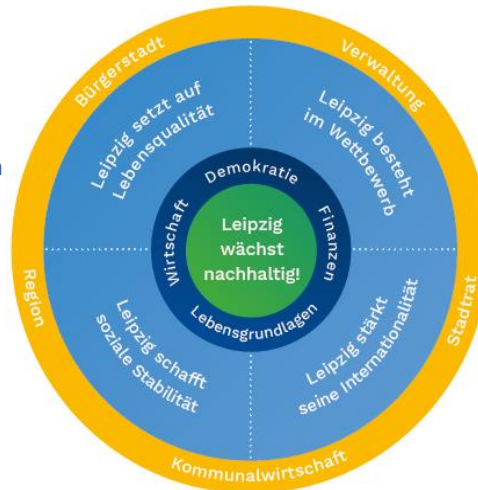 Bürgerstadt
Verwaltung
Leipzig setzt auf
Lebensqualität
Leipzig besteht
im Wettbewerb
Demokratie
Wirtschaft
Finanzen
Leipzig
wächst
nachhaltig!
Lebensgrundlagen
Region
Stadtrat
Leipzig schafft
soziale Stabilität
Leipzig stärkt
seine Internationalität
Kommunalwirtschaft